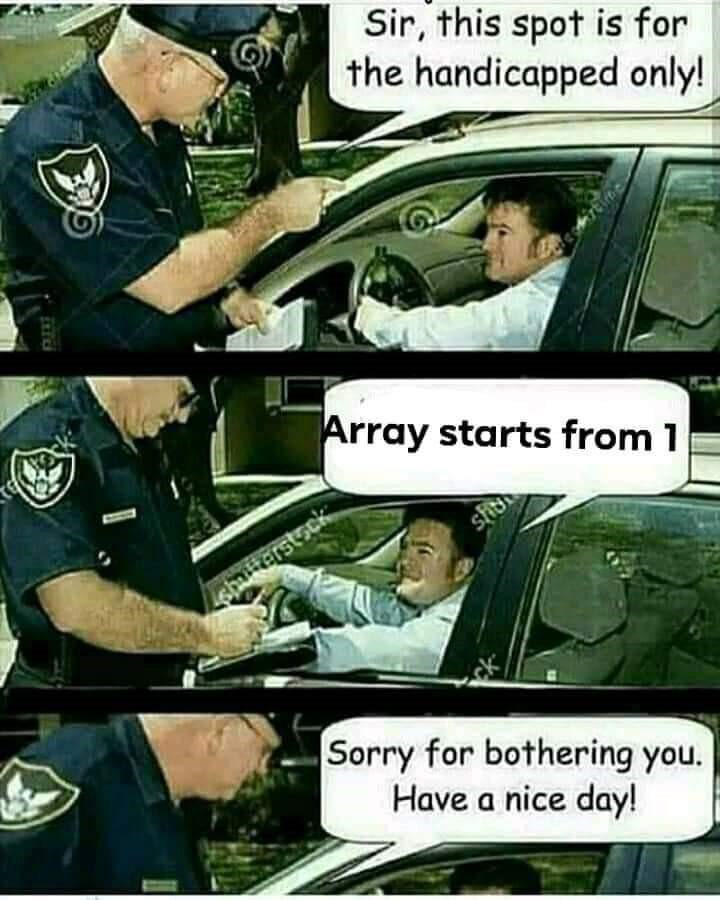 Sir, this spot is for
the handicapped only!
Array starts from 1
shutterstock
Sorry for bothering you.
Have a nice day!